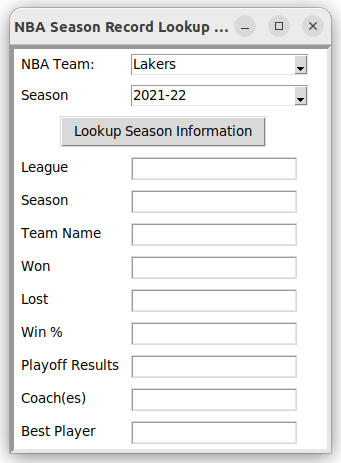 NBA Season Record Lookup ...
NBA Team: Lakers
Season 2021-22
Lookup Season Information
League
Season
Team Name
Won
Lost
Win %
Playoff Results
Coach(es)
Best Player